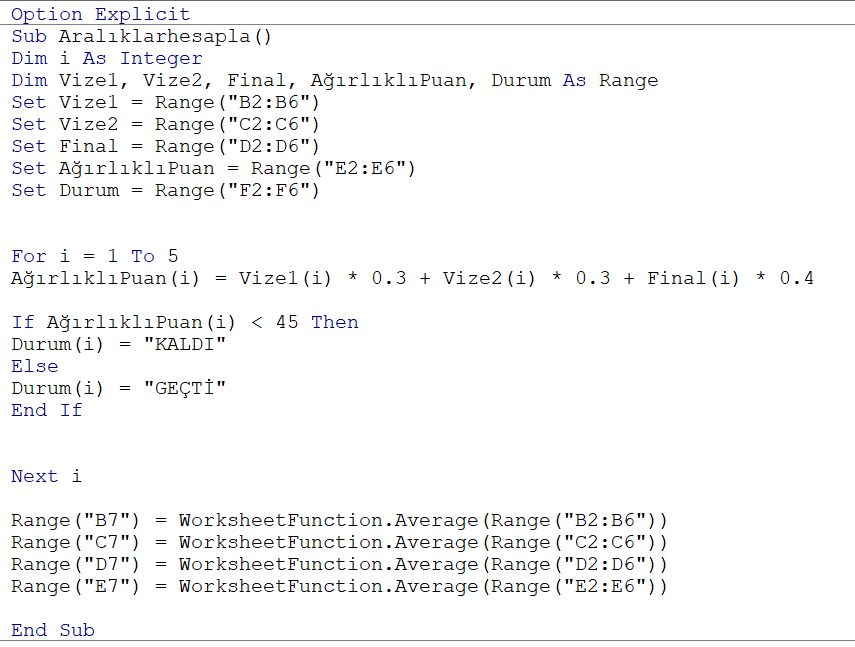 Option Explicit
Sub Aralıklarhesapla()
Dim i As Integer
Dim Vize1, Vize2, Final, AğırlıklıPuan, Durum As Range
Set Vize1 = Range("B2:B6")
Set Vize2 = Range("C2:C6")
Set Final = Range("D2:D6")
Set AğırlıklıPuan = Range("E2:E6")
Set Durum = Range("F2:F6")
For i = 1 To 5
AğırlıklıPuan(i) = Vize1(i) * 0.3 + Vize2(i) * 0.3 + Final(i) * 0.4
If AğırlıklıPuan(i) < 45 Then
Durum(i) = "KALDI"
Else
Durum(i) = "GEÇTİ"
End If
Next i
Range("B7") = WorksheetFunction.Average(Range("B2:B6"))
Range("C7") = WorksheetFunction.Average(Range("C2:C6"))
Range("D7") = WorksheetFunction.Average(Range("D2:D6"))
Range("E7") = WorksheetFunction.Average(Range("E2:E6"))
End Sub